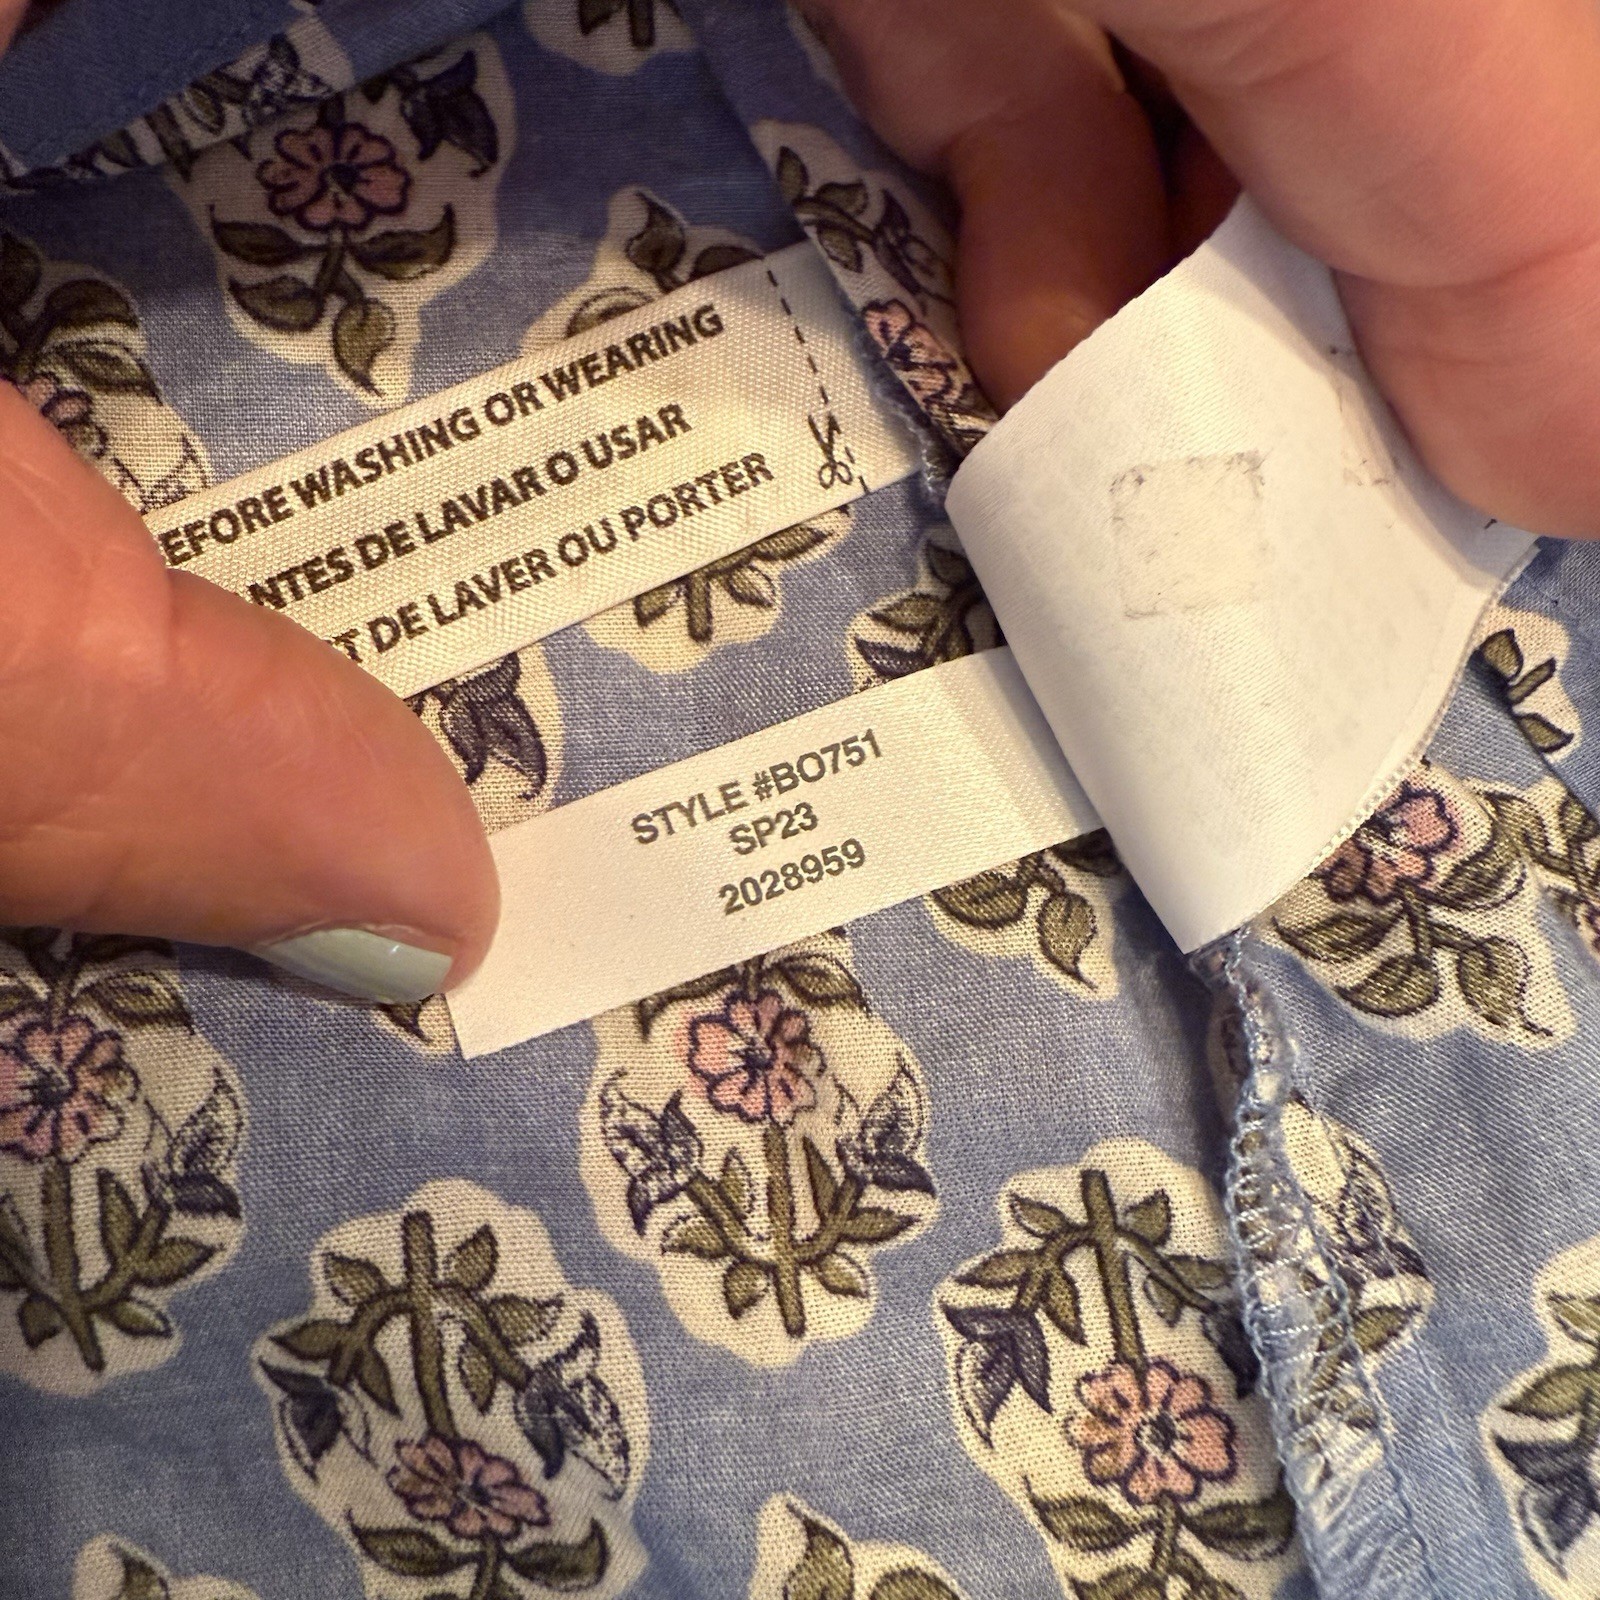 EFORE WASHING OR WEARING
NTES DE LAVAR O USAR
T DE LAVER OU PORTER
STYLE #BO751
SP23
2028959